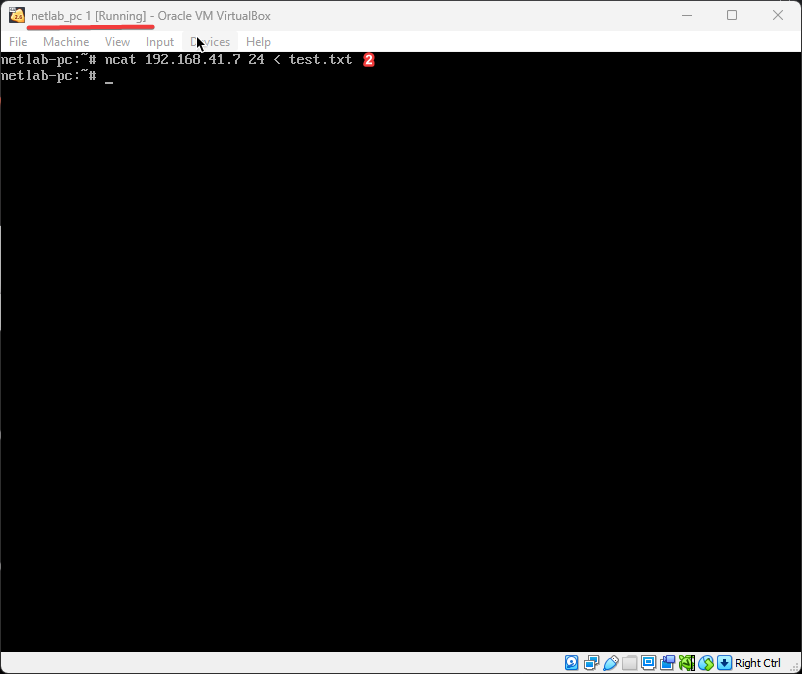 netlab_pc 1 [Running] - Oracle VM VirtualBox
File Machine View Input Devices Help
netlab-pc:~# ncat 192.168.41.7 24 < test.txt 2
netlab-pc:~# _
Right Ctrl